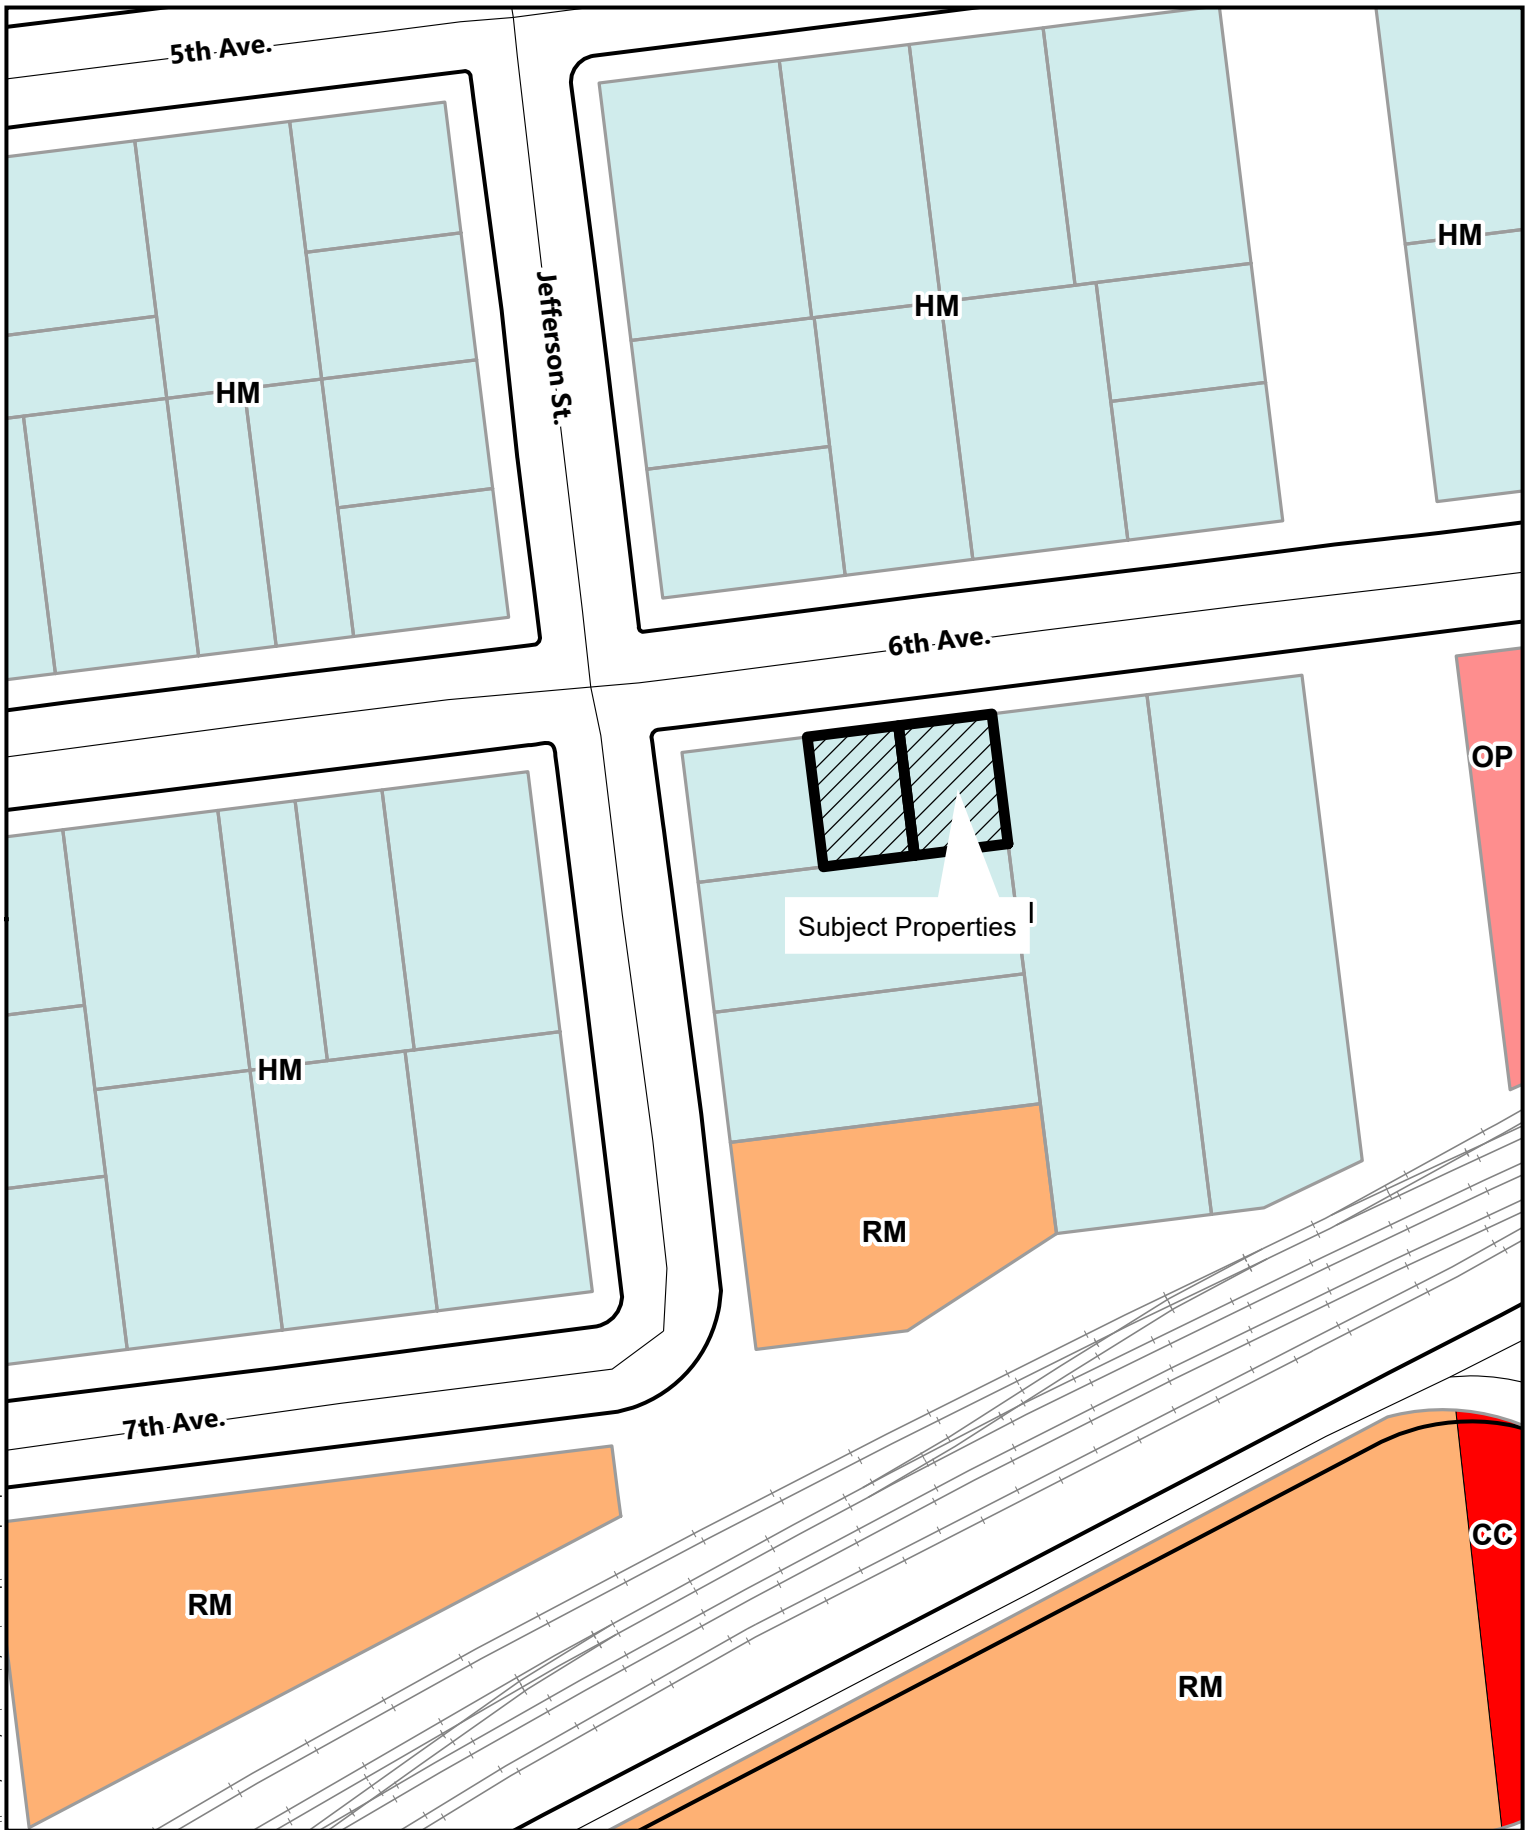 5th Ave.
HM
Jefferson St.
HM
HM
6th Ave.
OP
Subject Properties
HM
RM
7th Ave.
CC
RM
RM